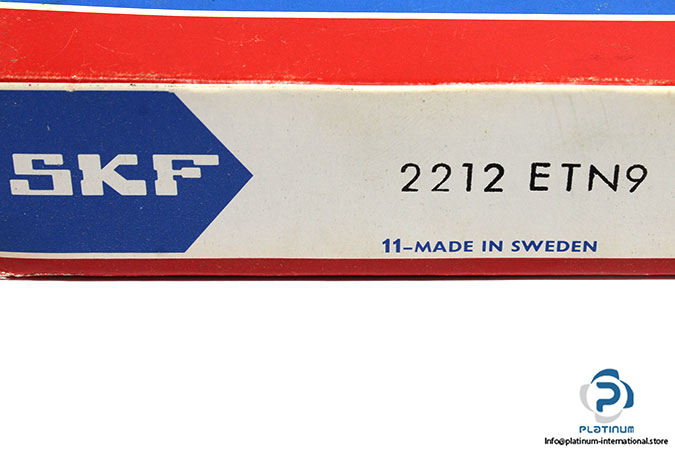 SKF
2212 ETN9
11-MADE IN SWEDEN
PLATINUM
Info@platinum-international.store